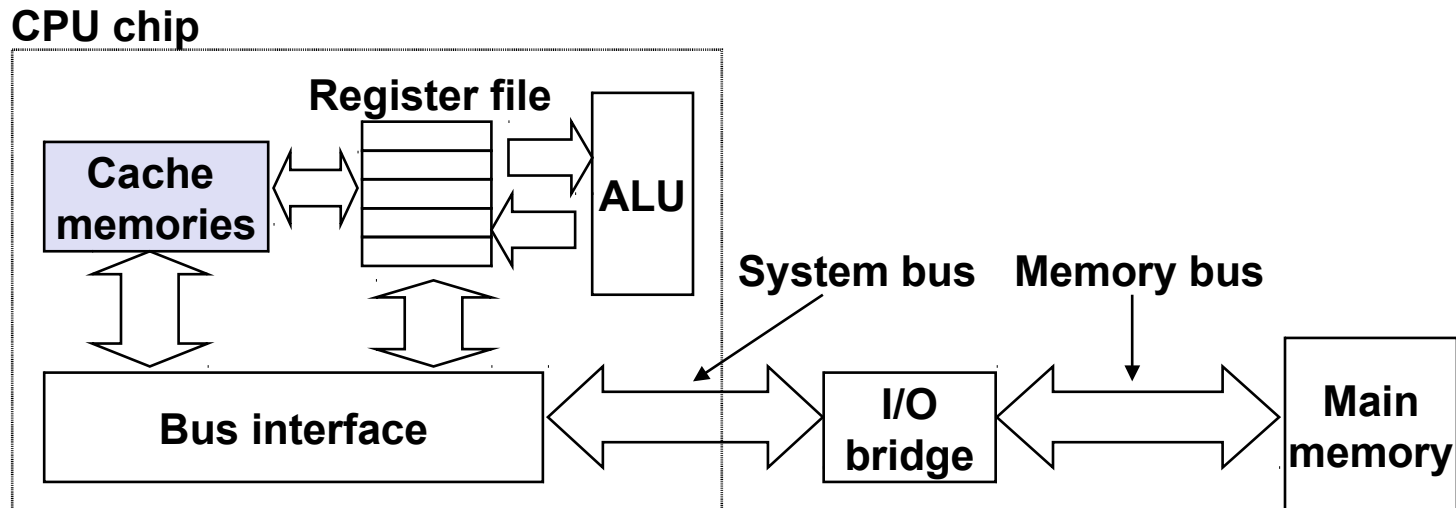 CPU chip
Register file
Cache
memories
ALU
System bus
Memory bus
Bus interface
I/O
bridge
Main
memory